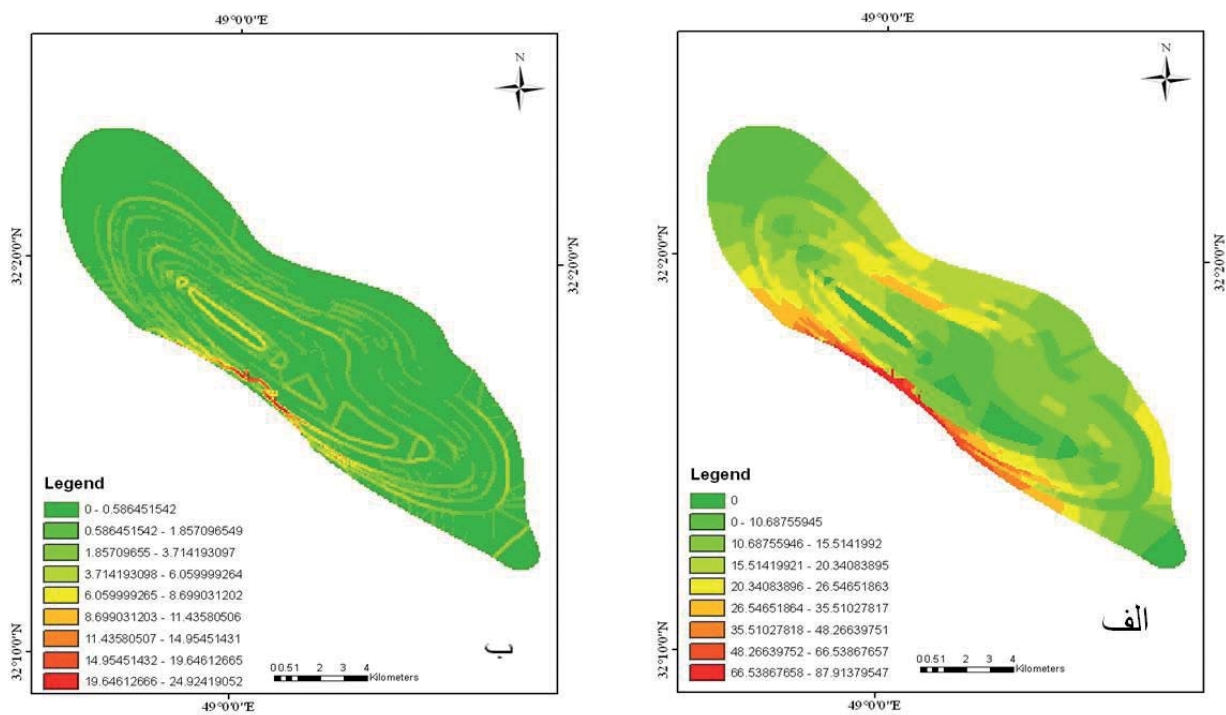 49°0'0"E
N
32°20'0"N
32°20'0"N
Legend
0 - 0.586451542
0.586451542 - 1.857096549
1.85709655 - 3.714193097
3.714193098 - 6.059999264
6.059999265 - 8.699031202
8.699031203 - 11.43580506
11.43580507 - 14.95451431
14.95451432 - 19.64612665
19.64612666 - 24.92419052
ب
0 0.5 1 2 3 4
Kilometers
49°0'0"E
49°0'0"E
N
32°20'0"N
32°10'0"N
32°10'0"N
Legend
0
0 - 10.68755945
10.68755946 - 15.5141992
15.51419921 - 20.34083895
20.34083896 - 26.54651863
26.54651864 - 35.51027817
35.51027818 - 48.26639751
48.26639752 - 66.53867657
66.53867658 - 87.91379547
الف
0 0.5 1 2 3 4
Kilometers
49°0'0"E